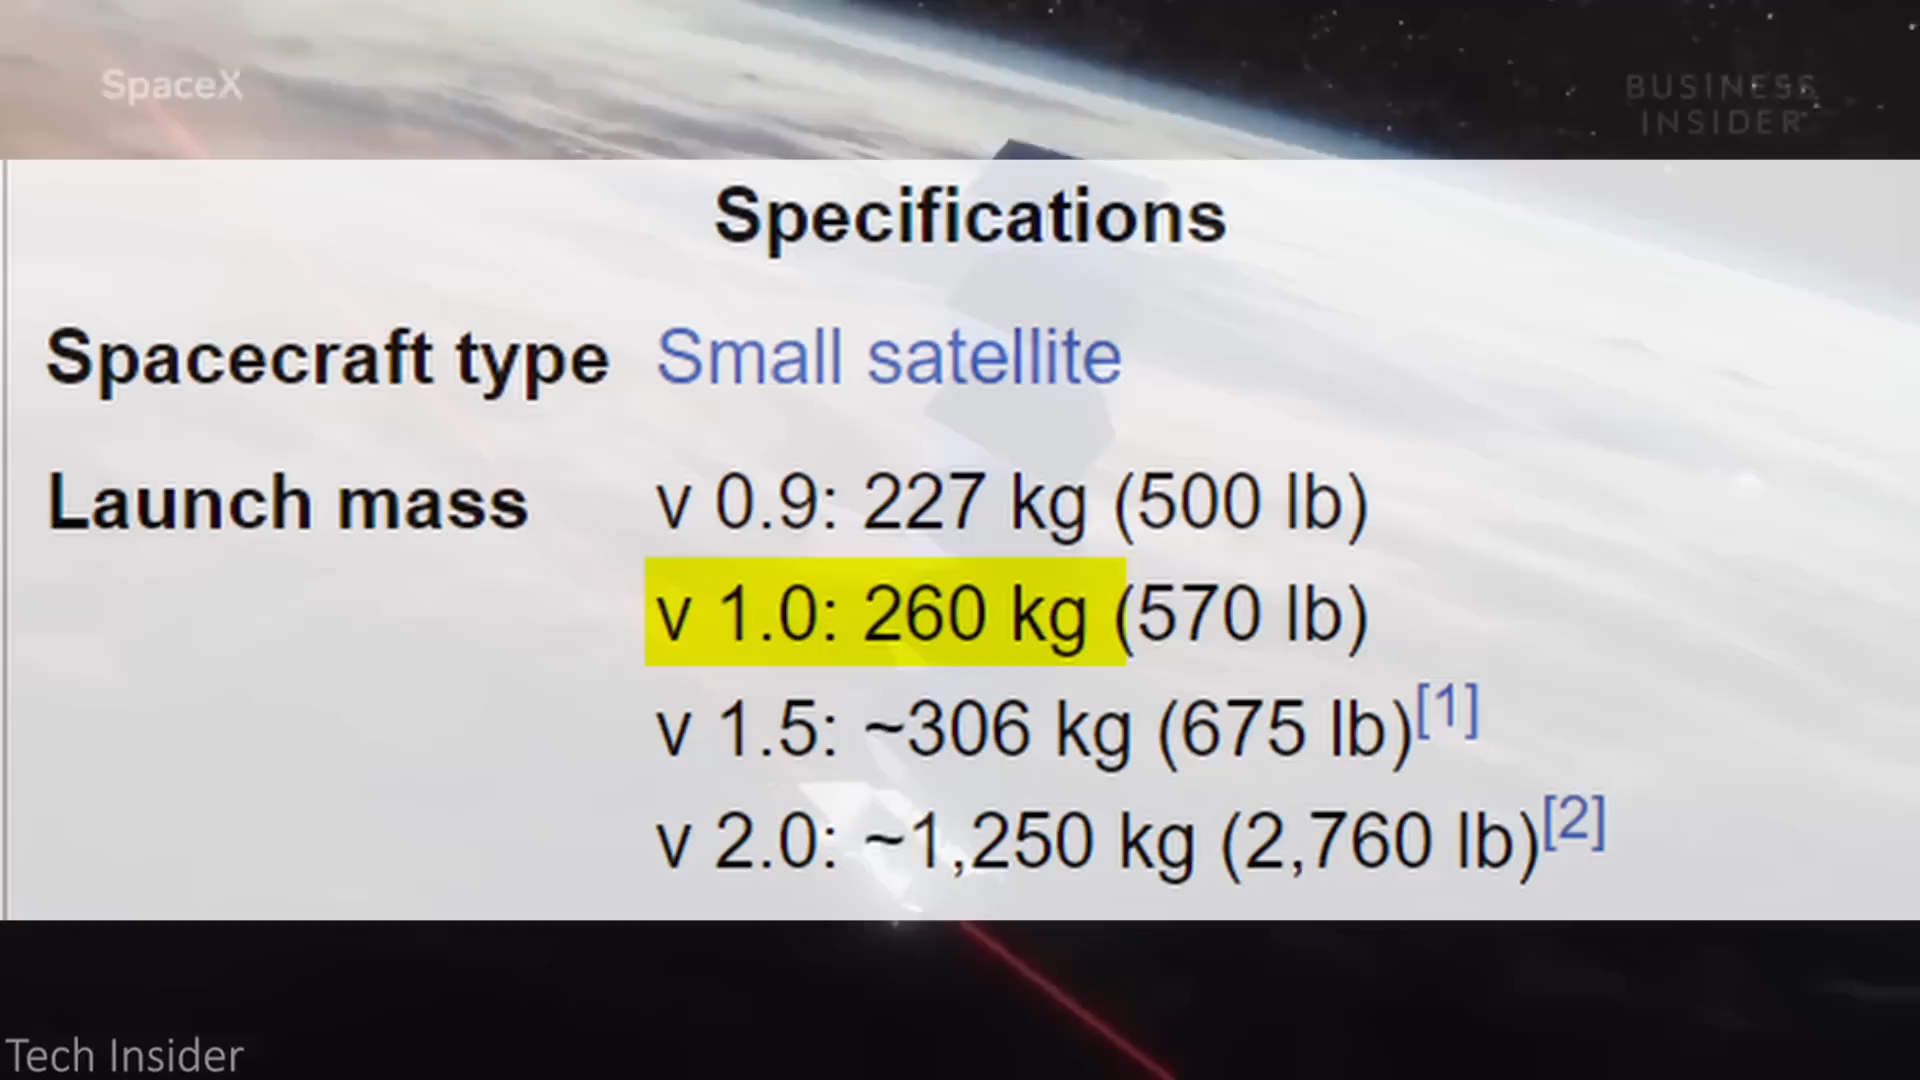 SpaceX
BUSINESS
INSIDER
Specifications
Spacecraft type Small satellite
Launch mass v 0.9: 227 kg (500 lb)
v 1.0: 260 kg (570 lb)
v 1.5: ~306 kg (675 lb)[1]
v 2.0: ~1,250 kg (2,760 lb)[2]
Tech Insider